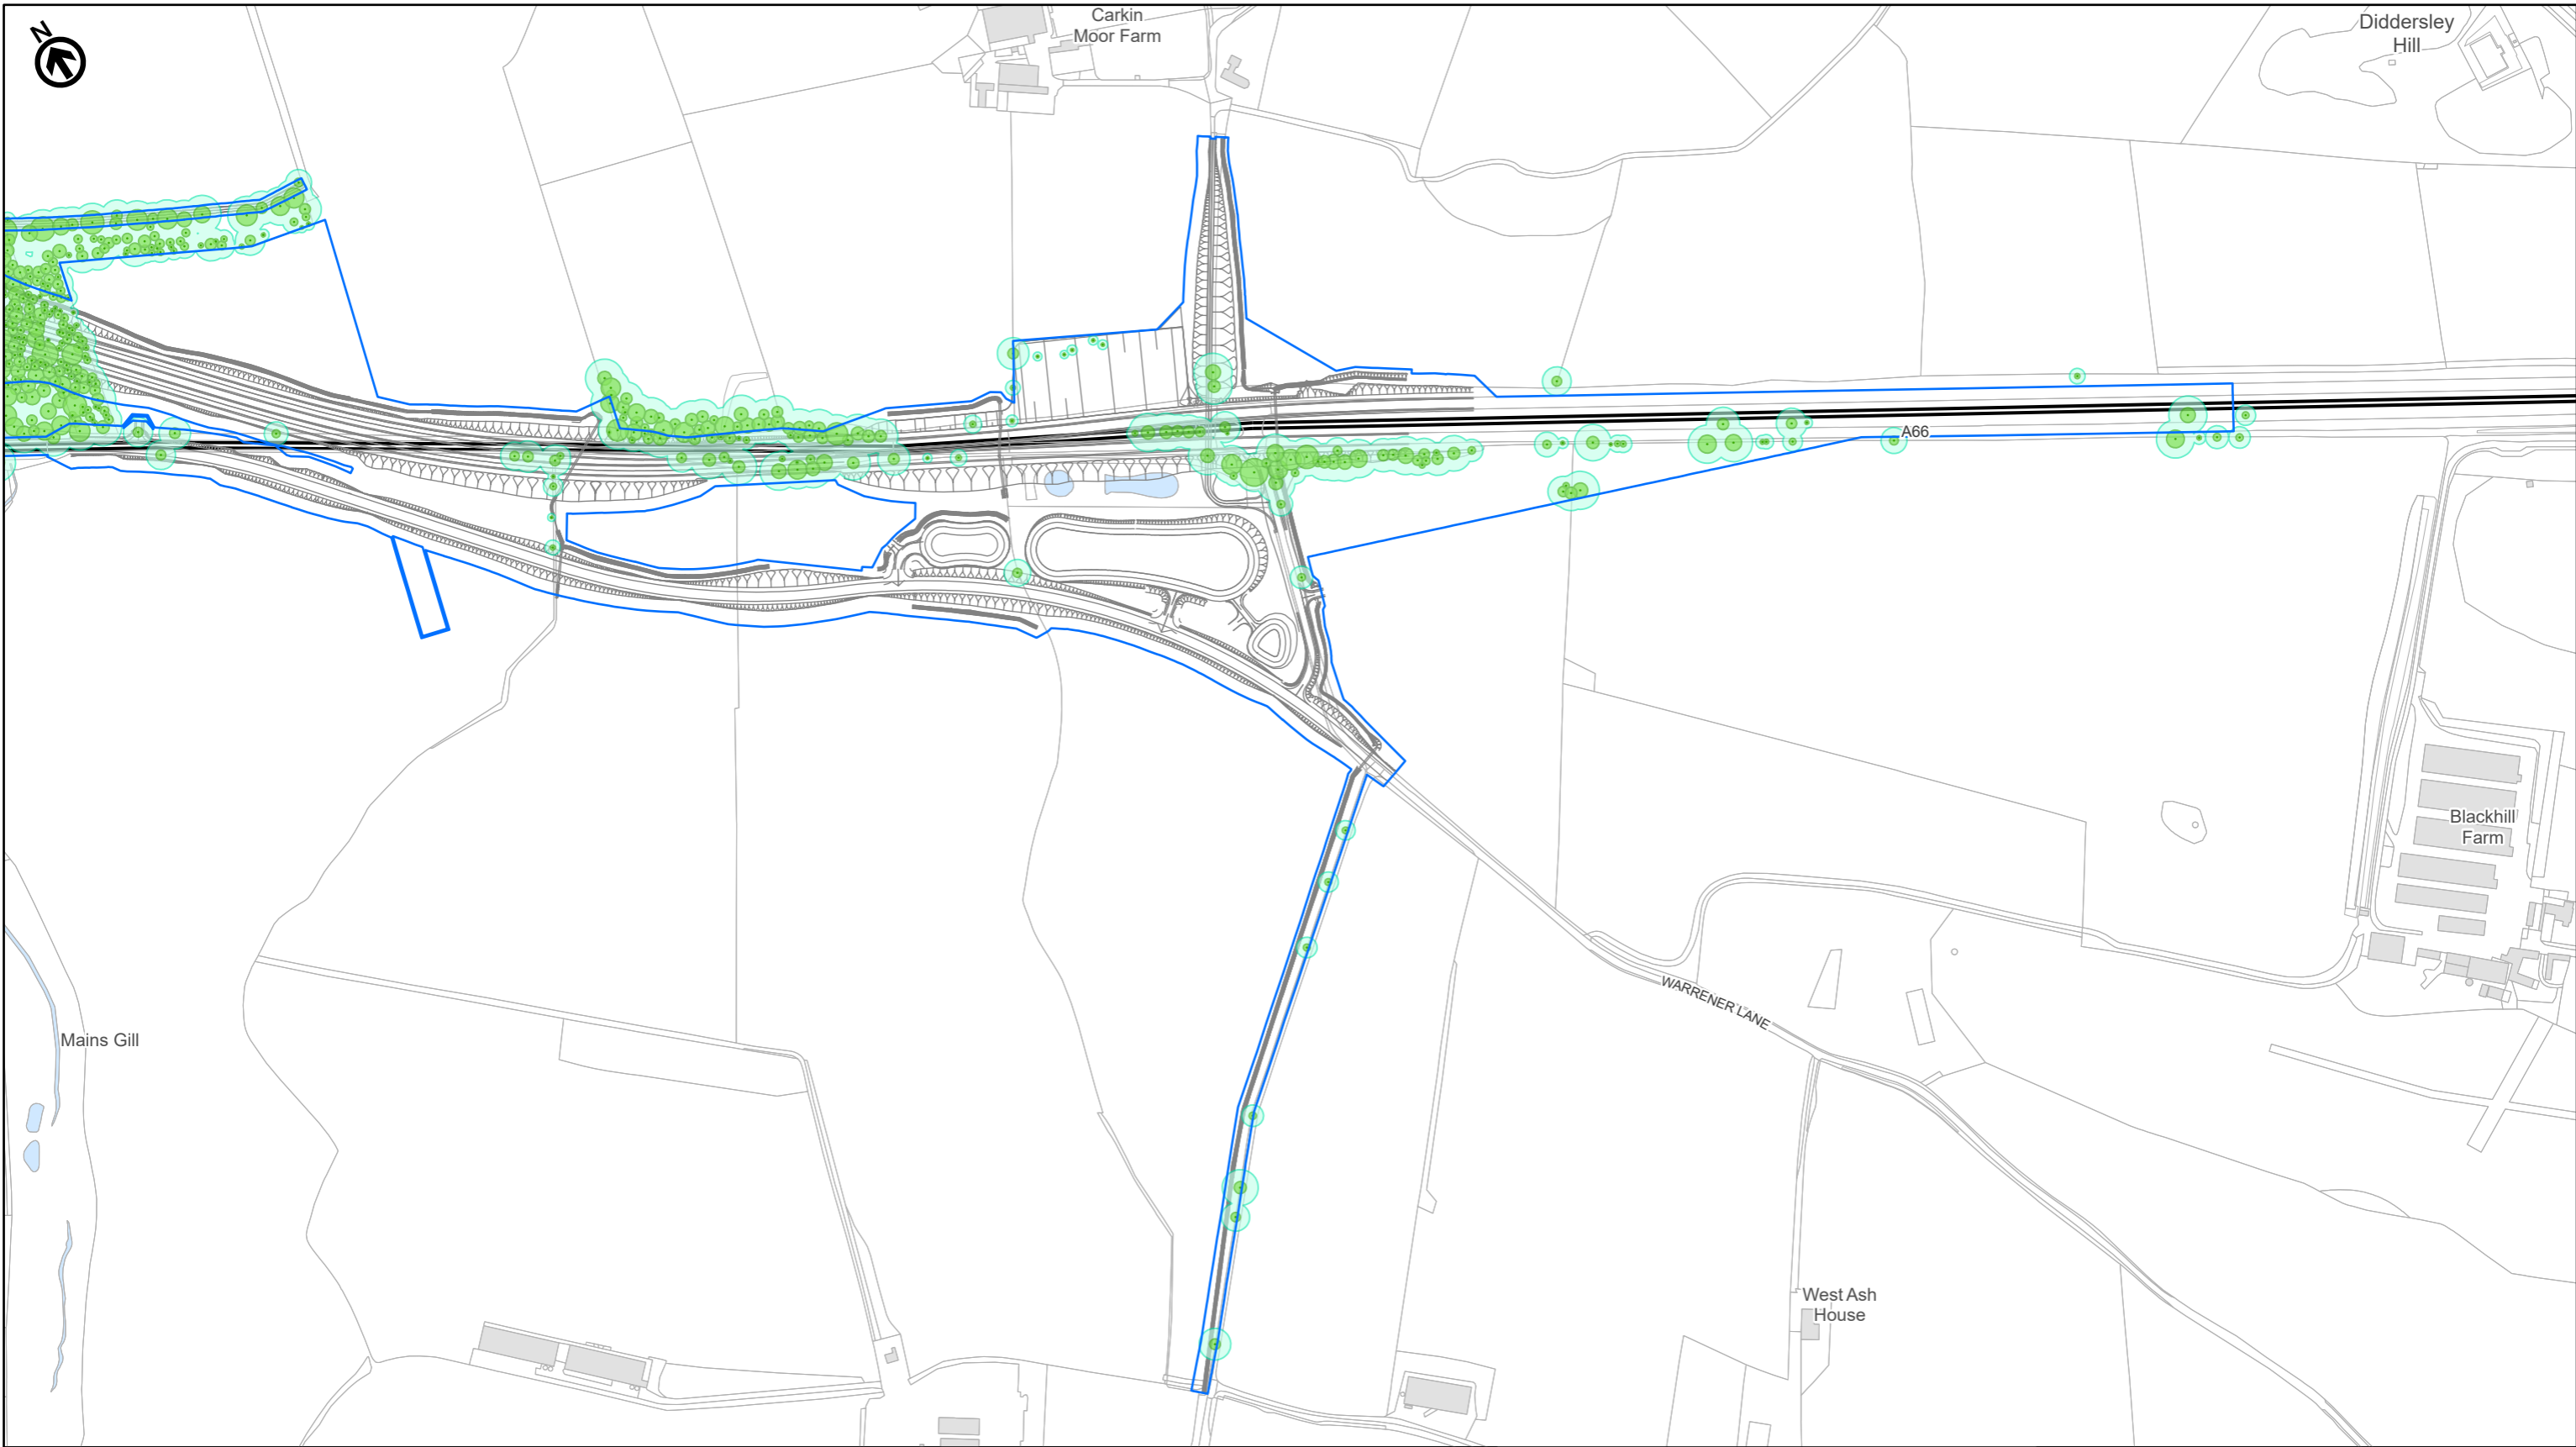 N
Carkin
Moor Farm
Diddersley
Hill
A66
Blackhill
Farm
WARRENER LANE
Mains Gill
West Ash
House